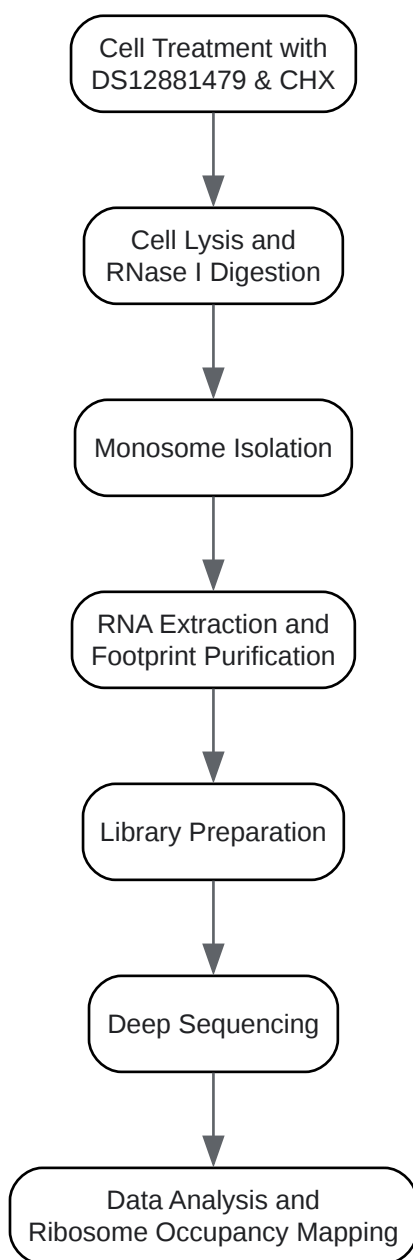 Cell Treatment with
DS12881479 & CHX
Cell Lysis and
RNase I Digestion
Monosome Isolation
RNA Extraction and
Footprint Purification
Library Preparation
Deep Sequencing
Data Analysis and
Ribosome Occupancy Mapping